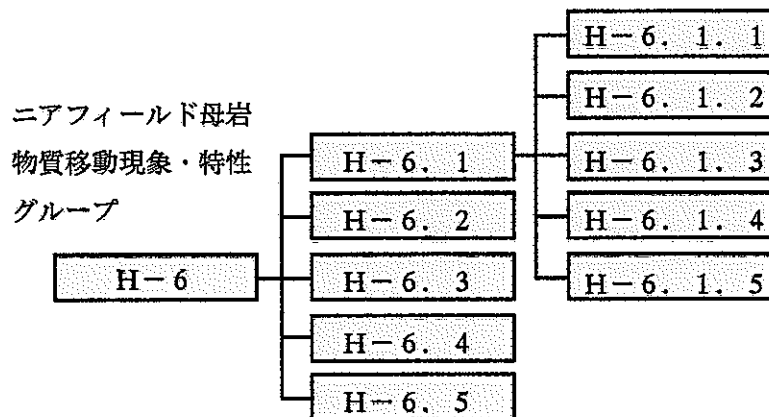 ニアフィールド母岩
物質移動現象・特性
グループ
H-6
H-6. 1
H-6. 2
H-6. 3
H-6. 4
H-6. 5
H-6. 1. 1
H-6. 1. 2
H-6. 1. 3
H-6. 1. 4
H-6. 1. 5